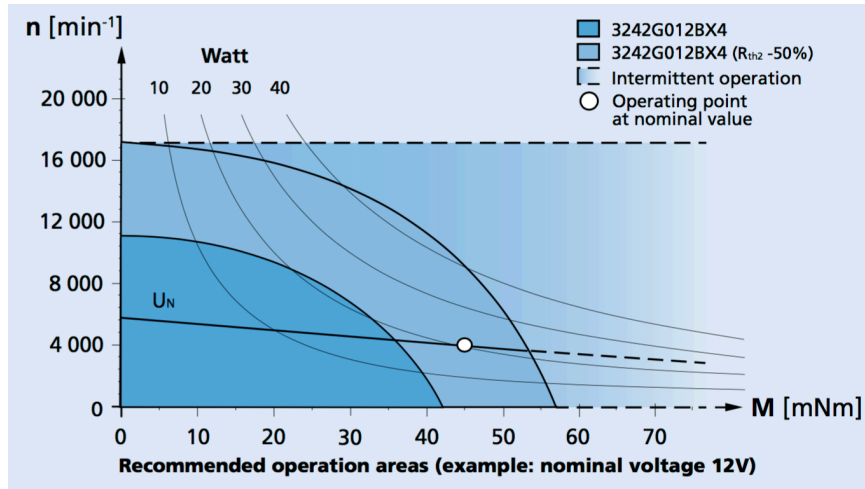 n [min⁻¹]
Watt
10 20 30 40
3242G012BX4
3242G012BX4 (Rth2 -50%)
Intermittent operation
Operating point
at nominal value
20 000
16 000
12 000
8 000
UN
4 000
0
0 10 20 30 40 50 60 70
M [mNm]
Recommended operation areas (example: nominal voltage 12V)